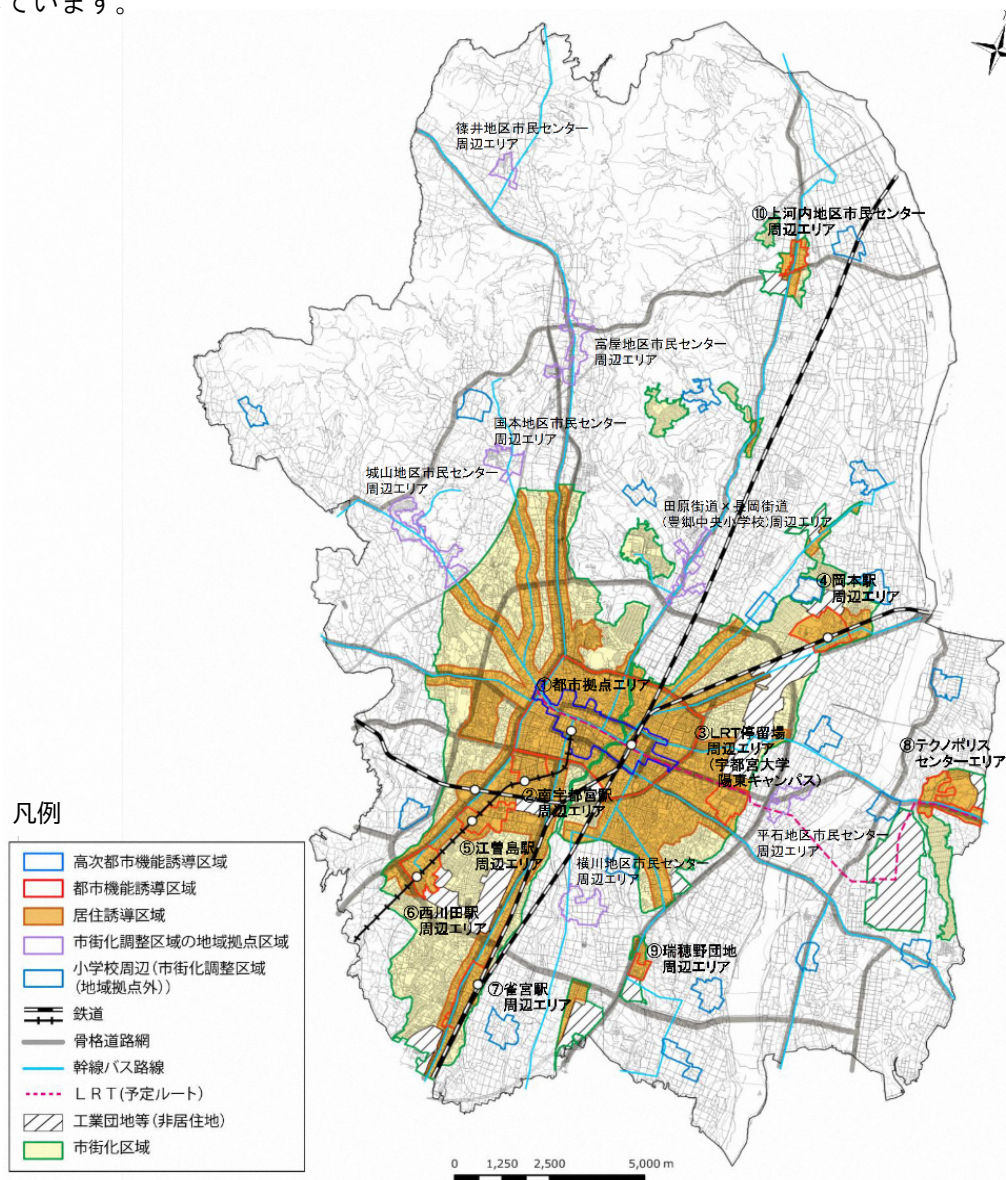 ています。
篠井地区市民センター
周辺エリア
⑩上河内地区市民センター
周辺エリア
富屋地区市民センター
周辺エリア
国本地区市民センター
周辺エリア
城山地区市民センター
周辺エリア
田原街道×長岡街道
(豊郷中央小学校)周辺エリア
④岡本駅
周辺エリア
①都市拠点エリア
③LRT停留場
周辺エリア
(宇都宮大学
陽東キャンパス)
⑧テクノポリス
センターエリア
②南宇都宮駅
周辺エリア
平石地区市民センター
周辺エリア
⑤江曽島駅
周辺エリア
横川地区市民センター
周辺エリア
⑥西川田駅
周辺エリア
⑨瑞穂野団地
周辺エリア
⑦雀宮駅
周辺エリア
凡例
高次都市機能誘導区域
都市機能誘導区域
居住誘導区域
市街化調整区域の地域拠点区域
小学校周辺(市街化調整区域
(地域拠点外))
鉄道
骨格道路網
幹線バス路線
LRT(予定ルート)
工業団地等(非居住地)
市街化区域
0 1,250 2,500 5,000 m